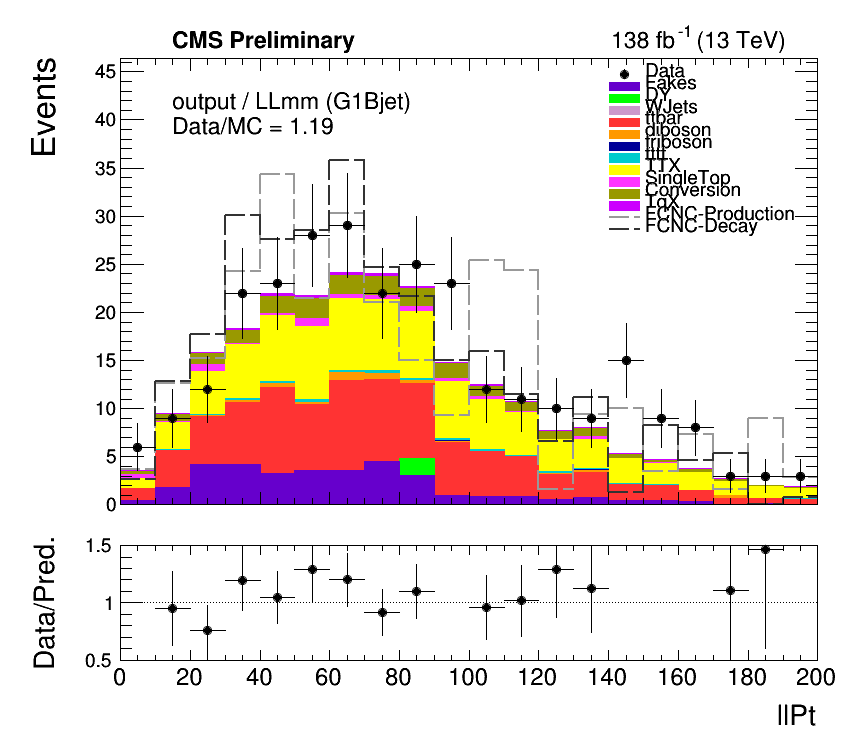 CMS Preliminary 138 fb⁻¹ (13 TeV)
Events
output / LLmm (G1Bjet)
Data/MC = 1.19
Data
Fakes
DY
WJets
ttbar
diboson
triboson
tttt
TTX
SingleTop
Conversion
TqX
FCNC-Production
FCNC-Decay
45
40
35
30
25
20
15
10
5
0
Data/Pred.
1.5
1
0.5
0 20 40 60 80 100 120 140 160 180 200
llPt